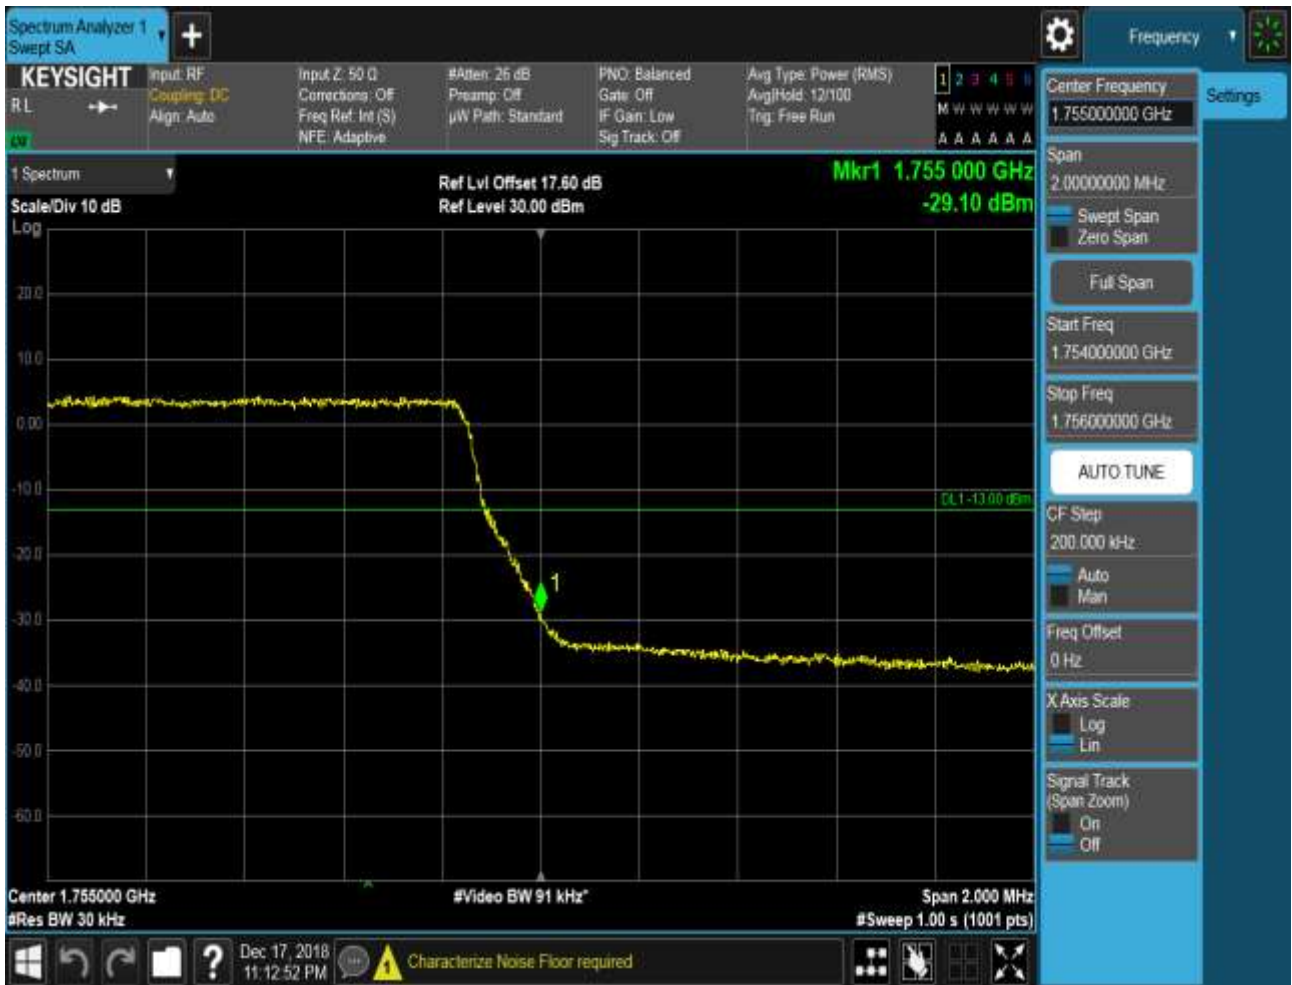 Spectrum Analyzer 1
Swept SA
Frequency
KEYSIGHT
R L
Input: RF
Coupling: DC
Align: Auto
Input Z: 50 Ω
Corrections: Off
Freq Ref: Int (S)
NFE: Adaptive
#Atten: 26 dB
Preamp: Off
µW Path: Standard
PNO: Balanced
Gate: Off
IF Gain: Low
Sig Track: Off
Avg Type: Power (RMS)
Avg|Hold: 12/100
Trig: Free Run
1 2 3 4 5 6
M W W W W W
A A A A A A
1 Spectrum
Scale/Div 10 dB
Log
Ref Lvl Offset 17.60 dB
Ref Level 30.00 dBm
Mkr1 1.755 000 GHz
-29.10 dBm
20.0
10.0
0.00
-10.0
-20.0
-30.0
-40.0
-50.0
-60.0
DL1 -13.00 dBm
1
Center 1.755000 GHz
#Res BW 30 kHz
#Video BW 91 kHz*
Span 2.000 MHz
#Sweep 1.00 s (1001 pts)
Center Frequency
1.755000000 GHz
Settings
Span
2.00000000 MHz
Swept Span
Zero Span
Full Span
Start Freq
1.754000000 GHz
Stop Freq
1.756000000 GHz
AUTO TUNE
CF Step
200.000 kHz
Auto
Man
Freq Offset
0 Hz
X Axis Scale
Log
Lin
Signal Track
(Span Zoom)
On
Off
Dec 17, 2018
11:12:52 PM
Characterize Noise Floor required